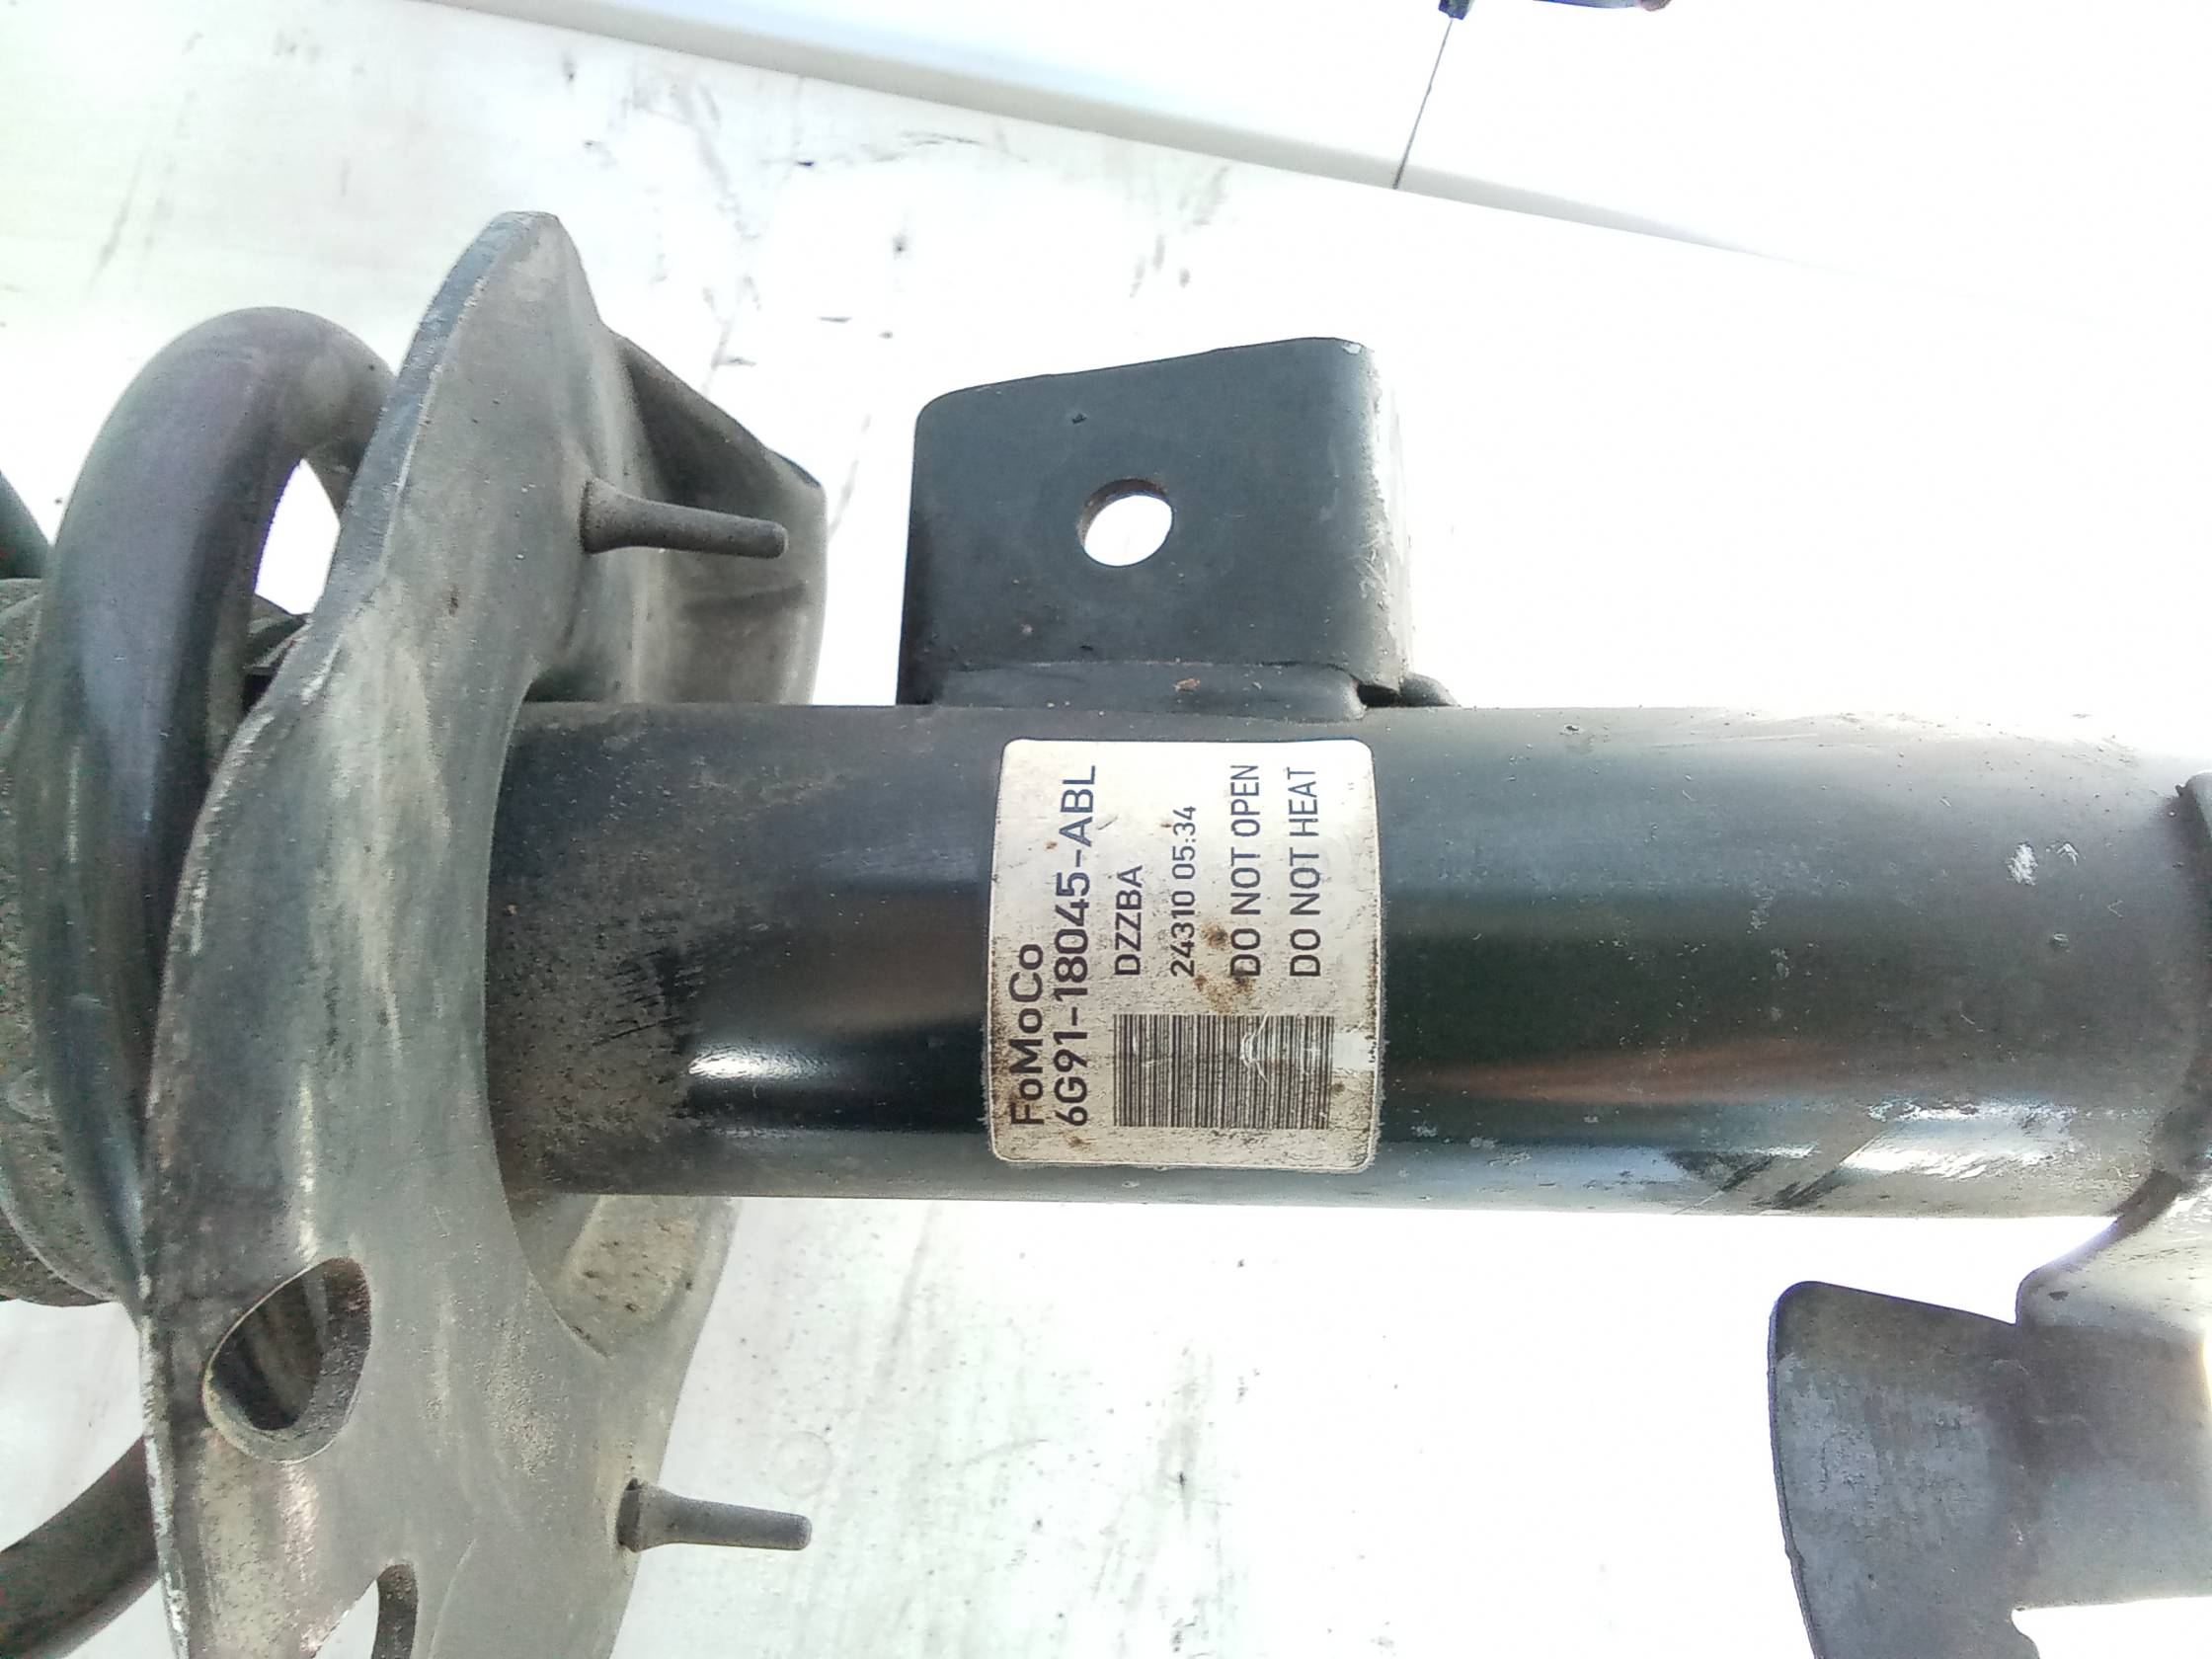 FoMoCo
6G91-18045-ABL
DZZBA
24310 05:34
DO NOT OPEN
DO NOT HEAT